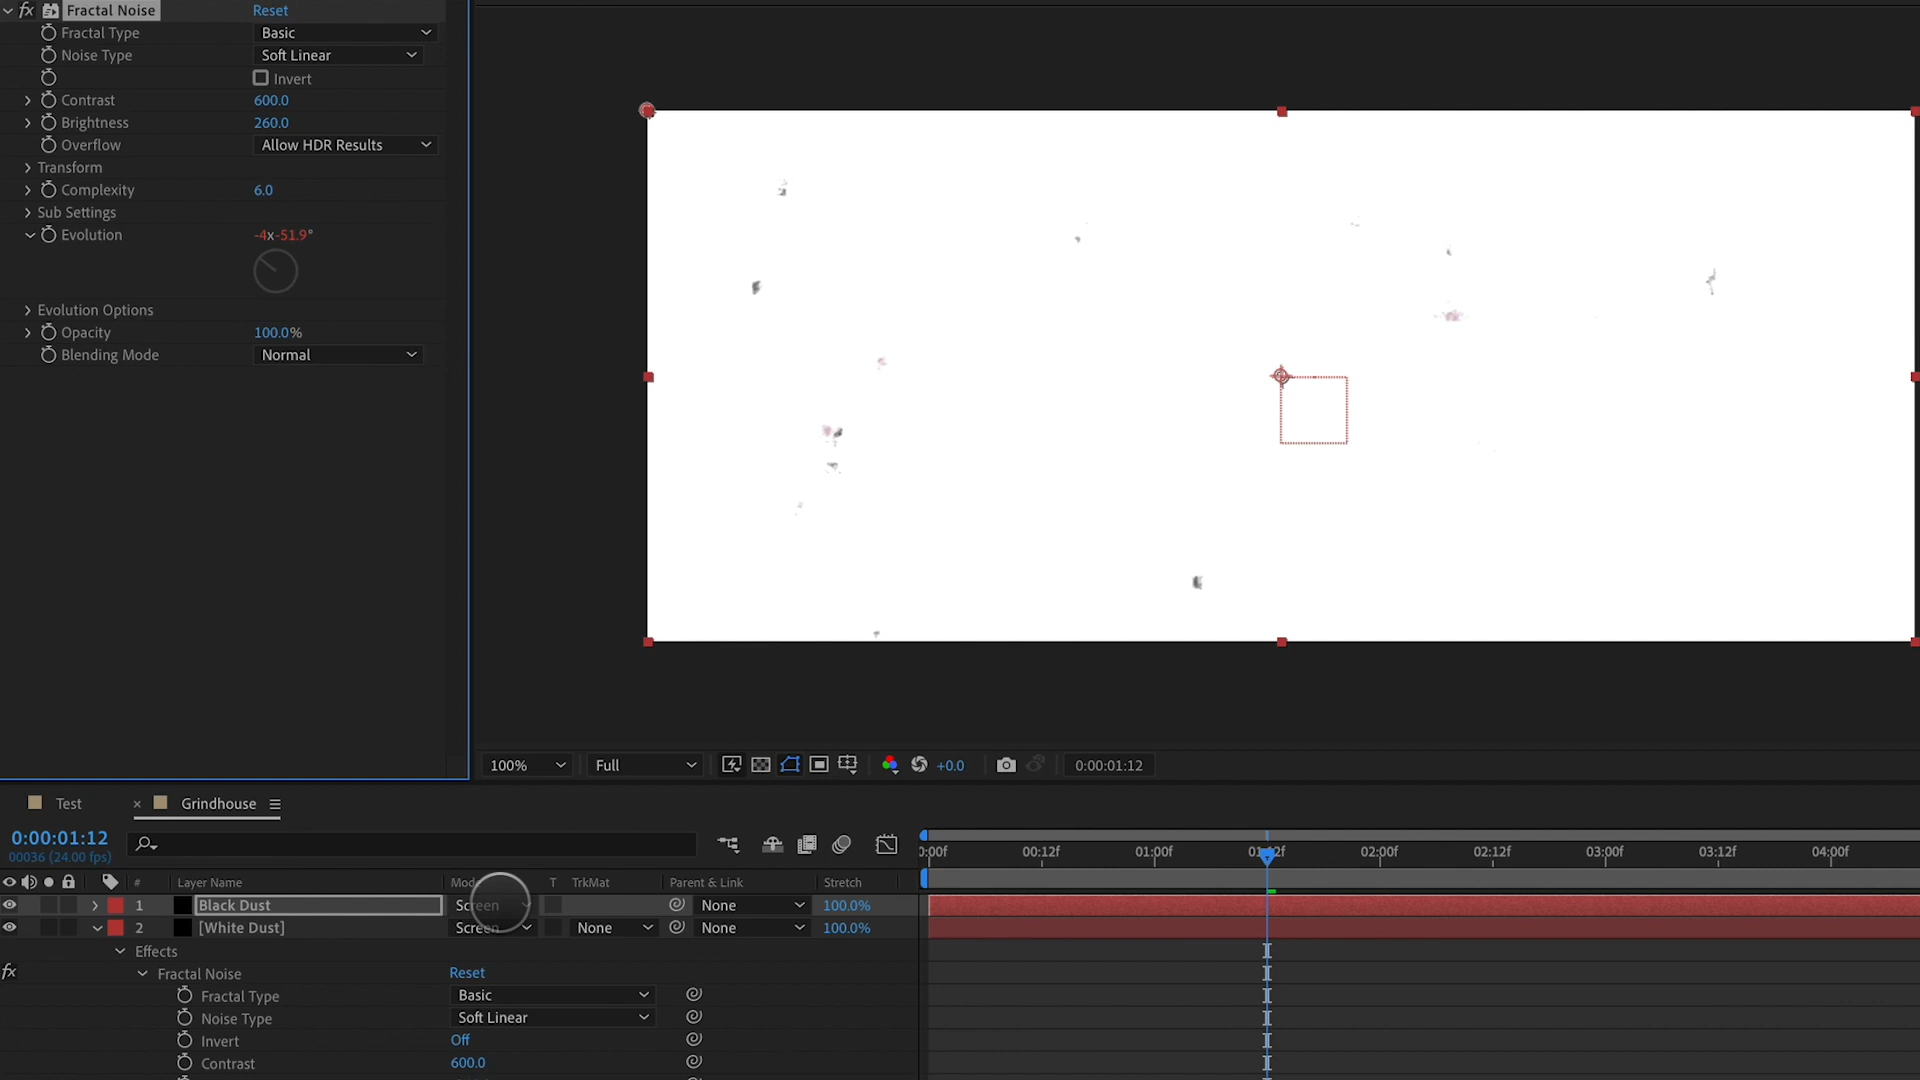 fx Fractal Noise Reset
Fractal Type Basic
Noise Type Soft Linear
Invert
Contrast 600.0
Brightness 260.0
Overflow Allow HDR Results
Transform
Complexity 6.0
Sub Settings
Evolution -4x-51.9°
Evolution Options
Opacity 100.0%
Blending Mode Normal
100% Full +0.0 0:00:01:12
Test × Grindhouse
0:00:01:12
00036 (24.00 fps)
0:00f 00:12f 01:00f 01:12f 02:00f 02:12f 03:00f 03:12f 04:00f
# Layer Name Mode T TrkMat Parent & Link Stretch
1 Black Dust Screen None 100.0%
2 [White Dust] Screen None None 100.0%
Effects
fx Fractal Noise Reset
Fractal Type Basic
Noise Type Soft Linear
Invert Off
Contrast 600.0